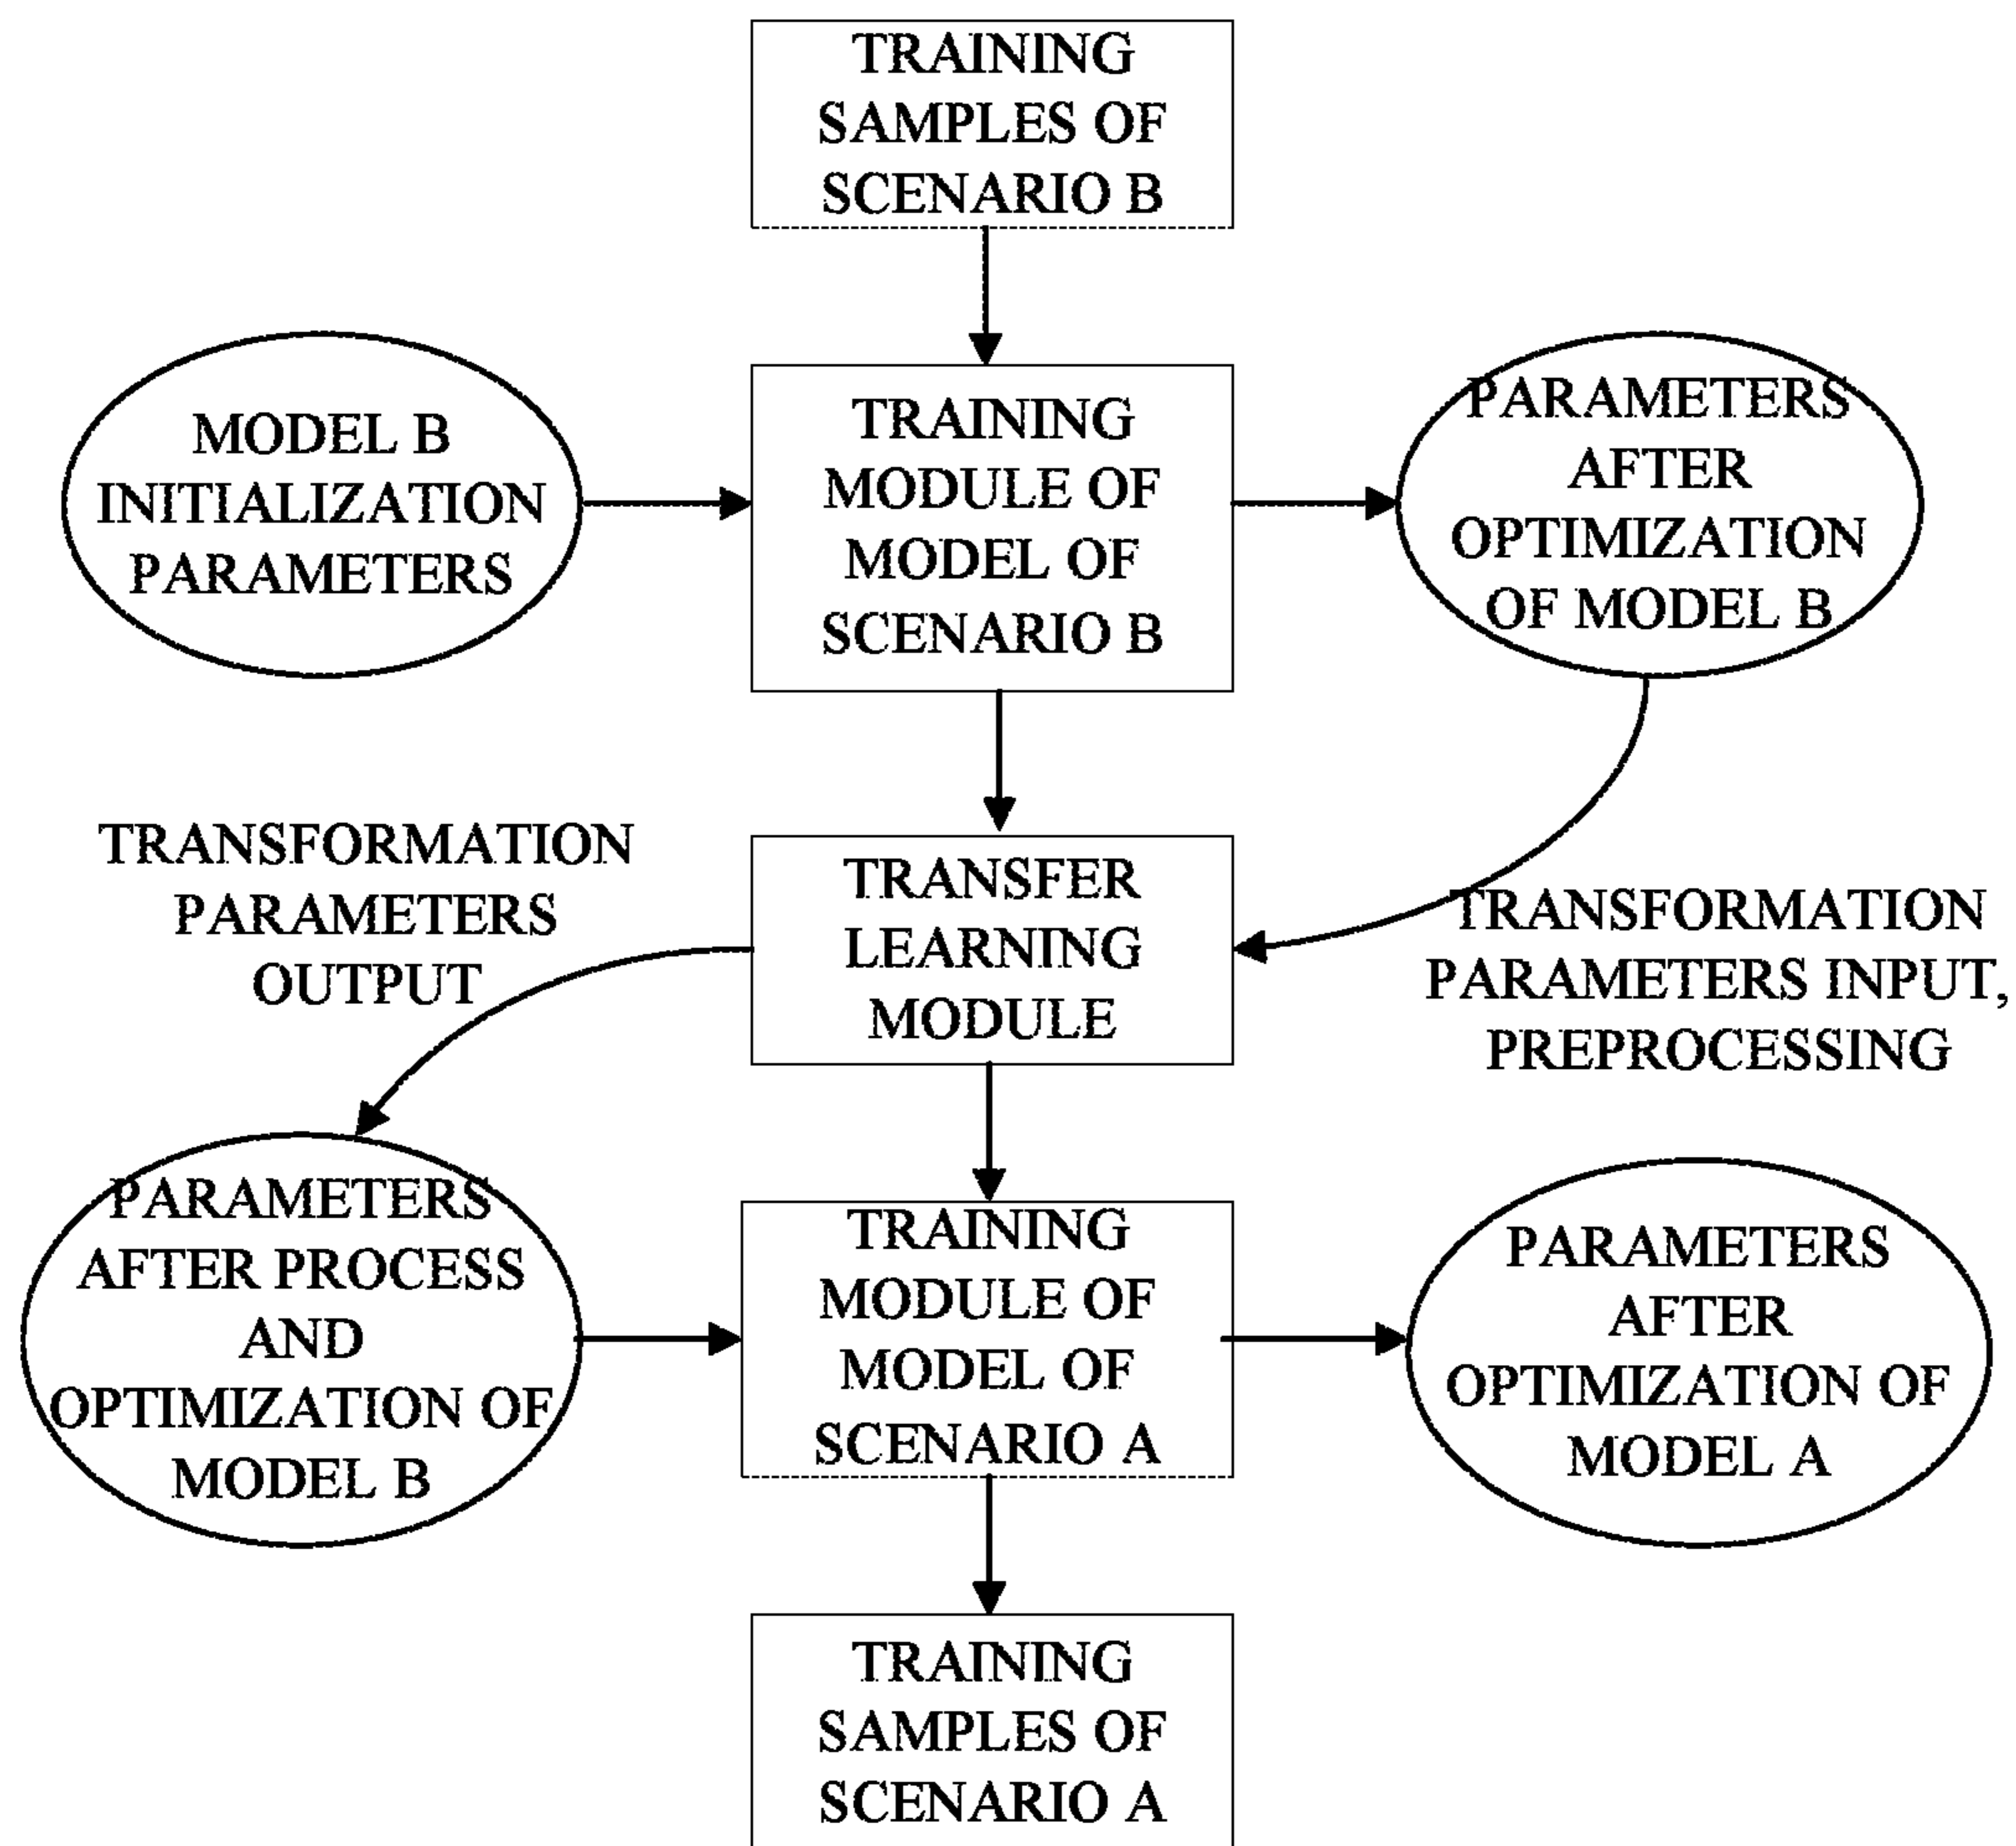 TRAINING
SAMPLES OF
SCENARIO B
MODEL B
INITIALIZATION
PARAMETERS
TRAINING
MODULE OF
MODEL OF
SCENARIO B
PARAMETERS
AFTER
OPTIMIZATION
OF MODEL B
TRANSFORMATION
PARAMETERS
OUTPUT
TRANSFER
LEARNING
MODULE
TRANSFORMATION
PARAMETERS INPUT,
PREPROCESSING
PARAMETERS
AFTER PROCESS
AND
OPTIMIZATION OF
MODEL B
TRAINING
MODULE OF
MODEL OF
SCENARIO A
PARAMETERS
AFTER
OPTIMIZATION OF
MODEL A
TRAINING
SAMPLES OF
SCENARIO A